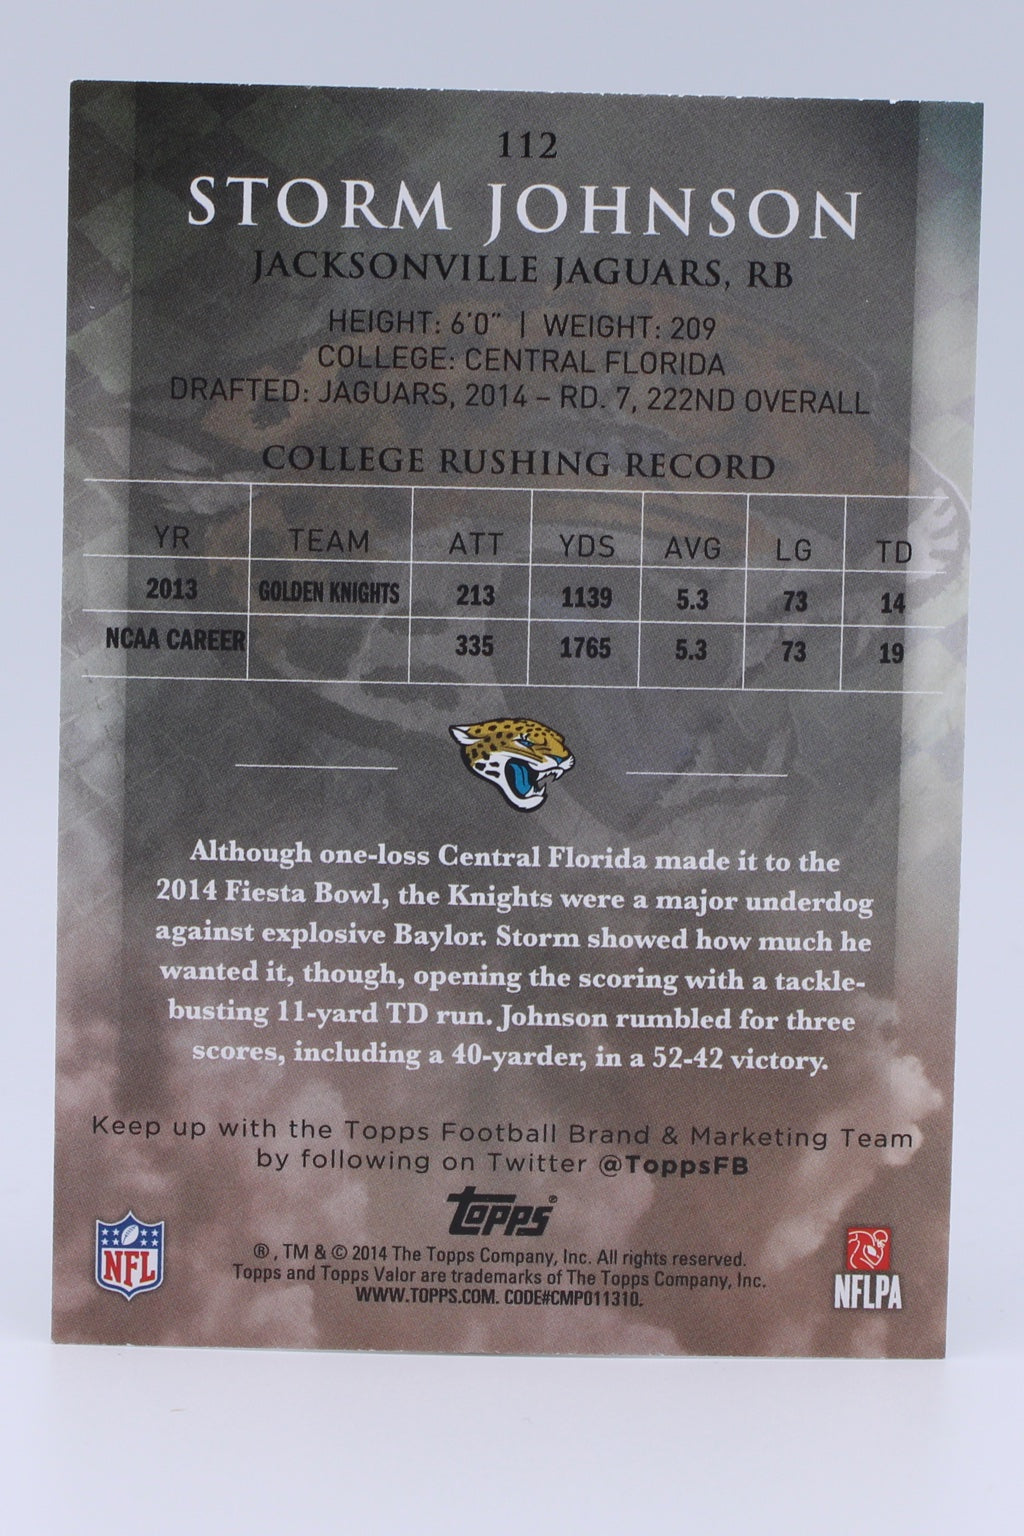 112
STORM JOHNSON
JACKSONVILLE JAGUARS, RB
HEIGHT: 6'0" | WEIGHT: 209
COLLEGE: CENTRAL FLORIDA
DRAFTED: JAGUARS, 2014 – RD. 7, 222ND OVERALL
COLLEGE RUSHING RECORD
YR TEAM ATT YDS AVG LG TD
2013 GOLDEN KNIGHTS 213 1139 5.3 73 14
NCAA CAREER 335 1765 5.3 73 19
Although one-loss Central Florida made it to the
2014 Fiesta Bowl, the Knights were a major underdog
against explosive Baylor. Storm showed how much he
wanted it, though, opening the scoring with a tackle-
busting 11-yard TD run. Johnson rumbled for three
scores, including a 40-yarder, in a 52-42 victory.
Keep up with the Topps Football Brand & Marketing Team
by following on Twitter @ToppsFB
Topps®
NFL
®, TM & © 2014 The Topps Company, Inc. All rights reserved.
Topps and Topps Valor are trademarks of The Topps Company, Inc.
WWW.TOPPS.COM. CODE#CMP011310.
NFLPA